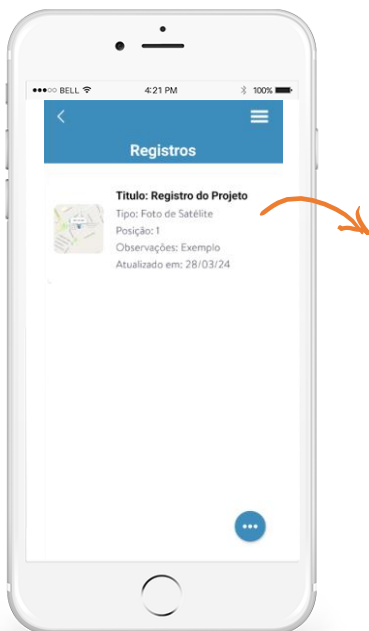 BELL 4:21 PM 100%
Registros
Titulo: Registro do Projeto
Tipo: Foto de Satélite
Posição: 1
Observações: Exemplo
Atualizado em: 28/03/24